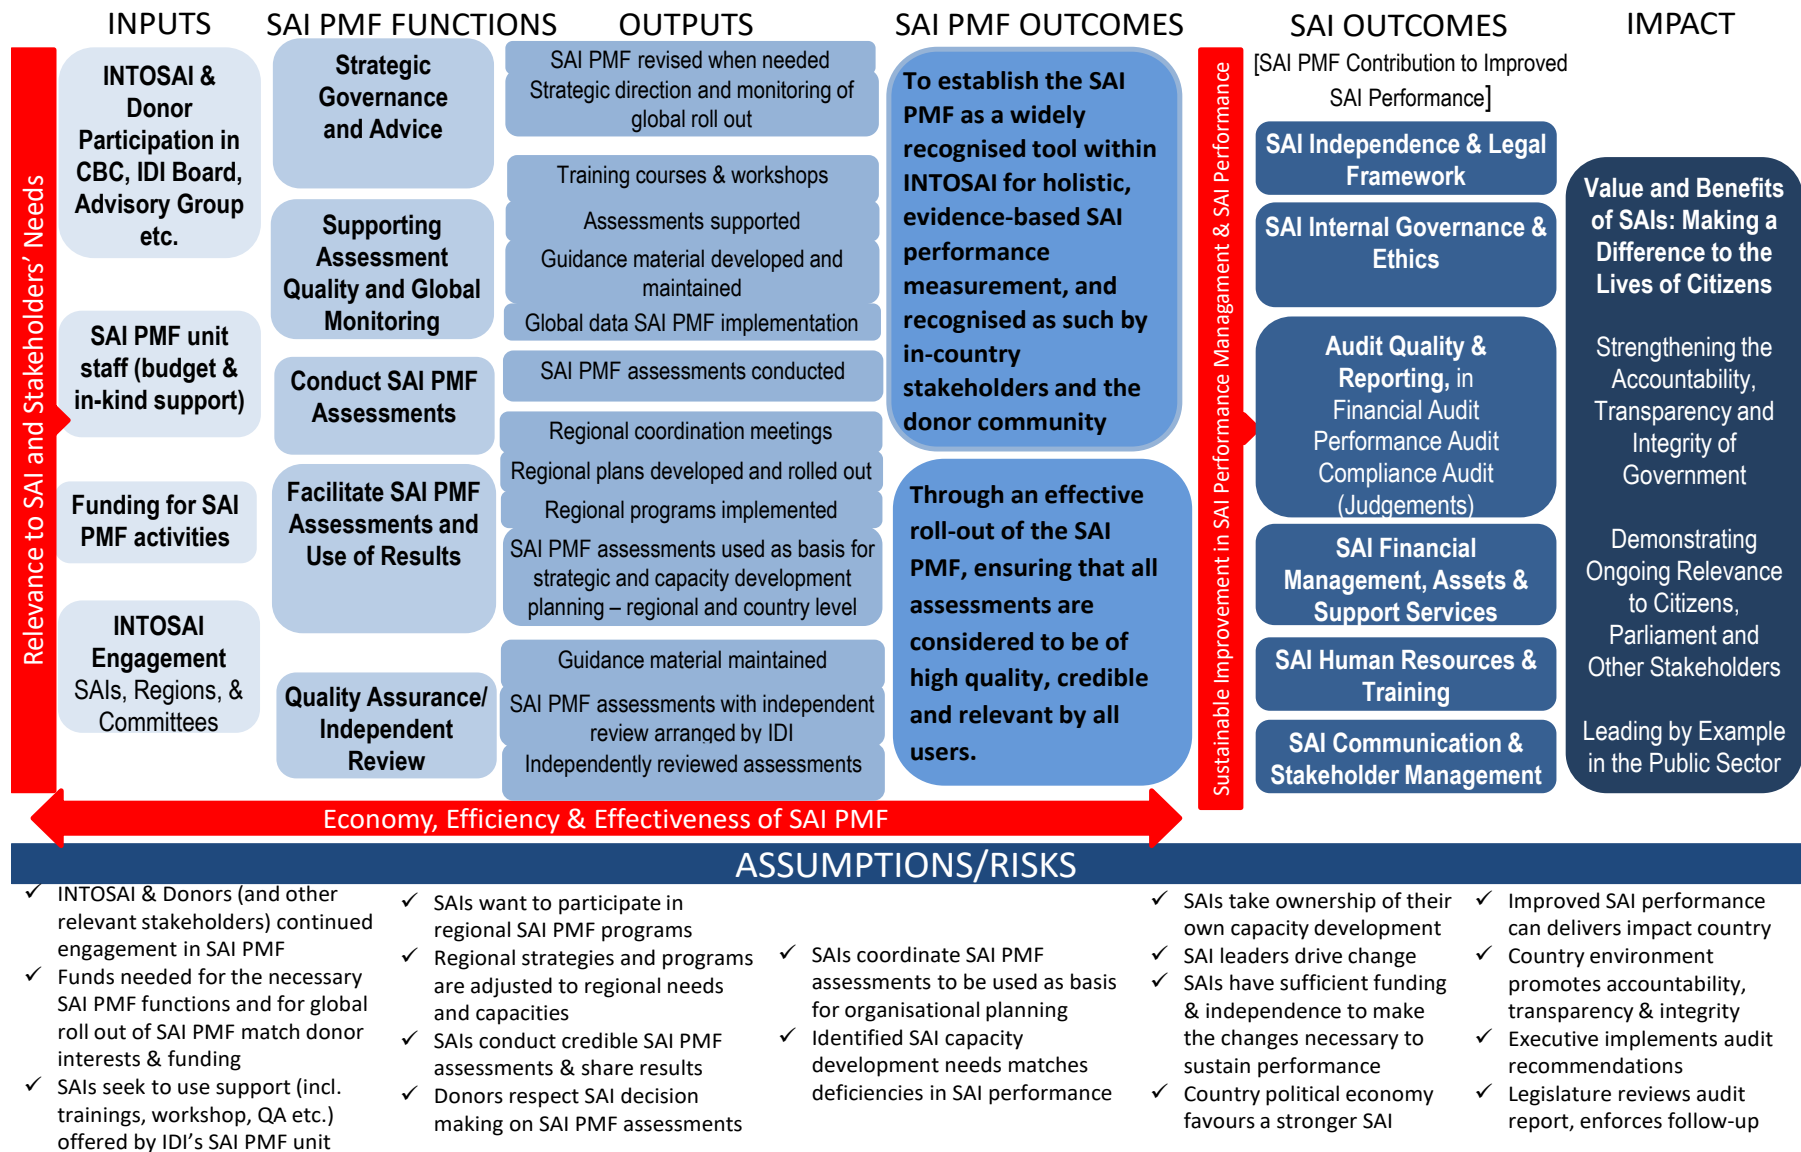 INPUTS
SAI PMF FUNCTIONS
OUTPUTS
SAI PMF OUTCOMES
SAI OUTCOMES
IMPACT
Relevance to SAI and Stakeholders' Needs
INTOSAI &
Donor
Participation in
CBC, IDI Board,
Advisory Group
etc.
SAI PMF unit
staff (budget &
in-kind support)
Funding for SAI
PMF activities
INTOSAI
Engagement
SAIs, Regions, &
Committees
Strategic
Governance
and Advice
Supporting
Assessment
Quality and Global
Monitoring
Conduct SAI PMF
Assessments
Facilitate SAI PMF
Assessments and
Use of Results
Quality Assurance/
Independent
Review
SAI PMF revised when needed
Strategic direction and monitoring of
global roll out
Training courses & workshops
Assessments supported
Guidance material developed and
maintained
Global data SAI PMF implementation
SAI PMF assessments conducted
Regional coordination meetings
Regional plans developed and rolled out
Regional programs implemented
SAI PMF assessments used as basis for
strategic and capacity development
planning – regional and country level
Guidance material maintained
SAI PMF assessments with independent
review arranged by IDI
Independently reviewed assessments
To establish the SAI
PMF as a widely
recognised tool within
INTOSAI for holistic,
evidence-based SAI
performance
measurement, and
recognised as such by
in-country
stakeholders and the
donor community
Through an effective
roll-out of the SAI
PMF, ensuring that all
assessments are
considered to be of
high quality, credible
and relevant by all
users.
Sustainable Improvement in SAI Performance Managament & SAI Performance
[SAI PMF Contribution to Improved
SAI Performance]
SAI Independence & Legal
Framework
SAI Internal Governance &
Ethics
Audit Quality &
Reporting, in
Financial Audit
Performance Audit
Compliance Audit
(Judgements)
SAI Financial
Management, Assets &
Support Services
SAI Human Resources &
Training
SAI Communication &
Stakeholder Management
Value and Benefits
of SAIs: Making a
Difference to the
Lives of Citizens
Strengthening the
Accountability,
Transparency and
Integrity of
Government
Demonstrating
Ongoing Relevance
to Citizens,
Parliament and
Other Stakeholders
Leading by Example
in the Public Sector
Economy, Efficiency & Effectiveness of SAI PMF
ASSUMPTIONS/RISKS
✓ INTOSAI & Donors (and other
relevant stakeholders) continued
engagement in SAI PMF
✓ Funds needed for the necessary
SAI PMF functions and for global
roll out of SAI PMF match donor
interests & funding
✓ SAIs seek to use support (incl.
trainings, workshop, QA etc.)
offered by IDI's SAI PMF unit
✓ SAIs want to participate in
regional SAI PMF programs
✓ Regional strategies and programs
are adjusted to regional needs
and capacities
✓ SAIs conduct credible SAI PMF
assessments & share results
✓ Donors respect SAI decision
making on SAI PMF assessments
✓ SAIs coordinate SAI PMF
assessments to be used as basis
for organisational planning
✓ Identified SAI capacity
development needs matches
deficiencies in SAI performance
✓ SAIs take ownership of their
own capacity development
✓ SAI leaders drive change
✓ SAIs have sufficient funding
& independence to make
the changes necessary to
sustain performance
✓ Country political economy
favours a stronger SAI
✓ Improved SAI performance
can delivers impact country
✓ Country environment
promotes accountability,
transparency & integrity
✓ Executive implements audit
recommendations
✓ Legislature reviews audit
report, enforces follow-up